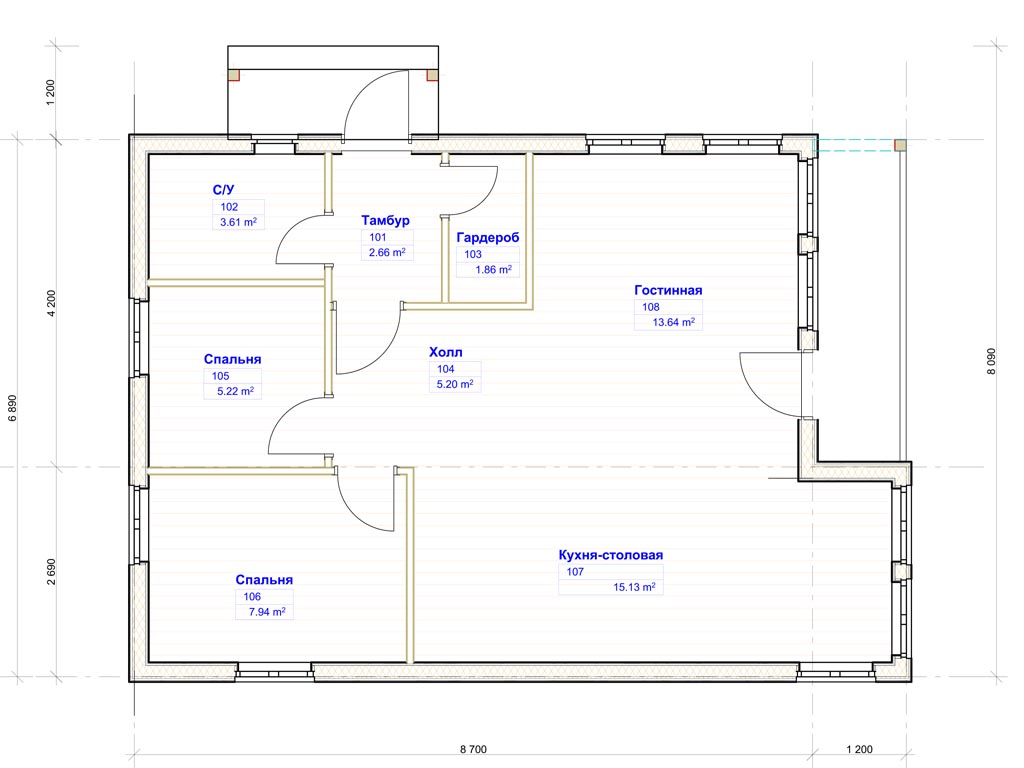 1 200
С/У
102
3.61 m²
Тамбур
101
2.66 m²
Гардероб
103
1.86 m²
Гостинная
108
13.64 m²
4 200
Холл
104
5.20 m²
Спальня
105
5.22 m²
8 090
6 890
Кухня-столовая
107
15.13 m²
2 690
Спальня
106
7.94 m²
8 700
1 200